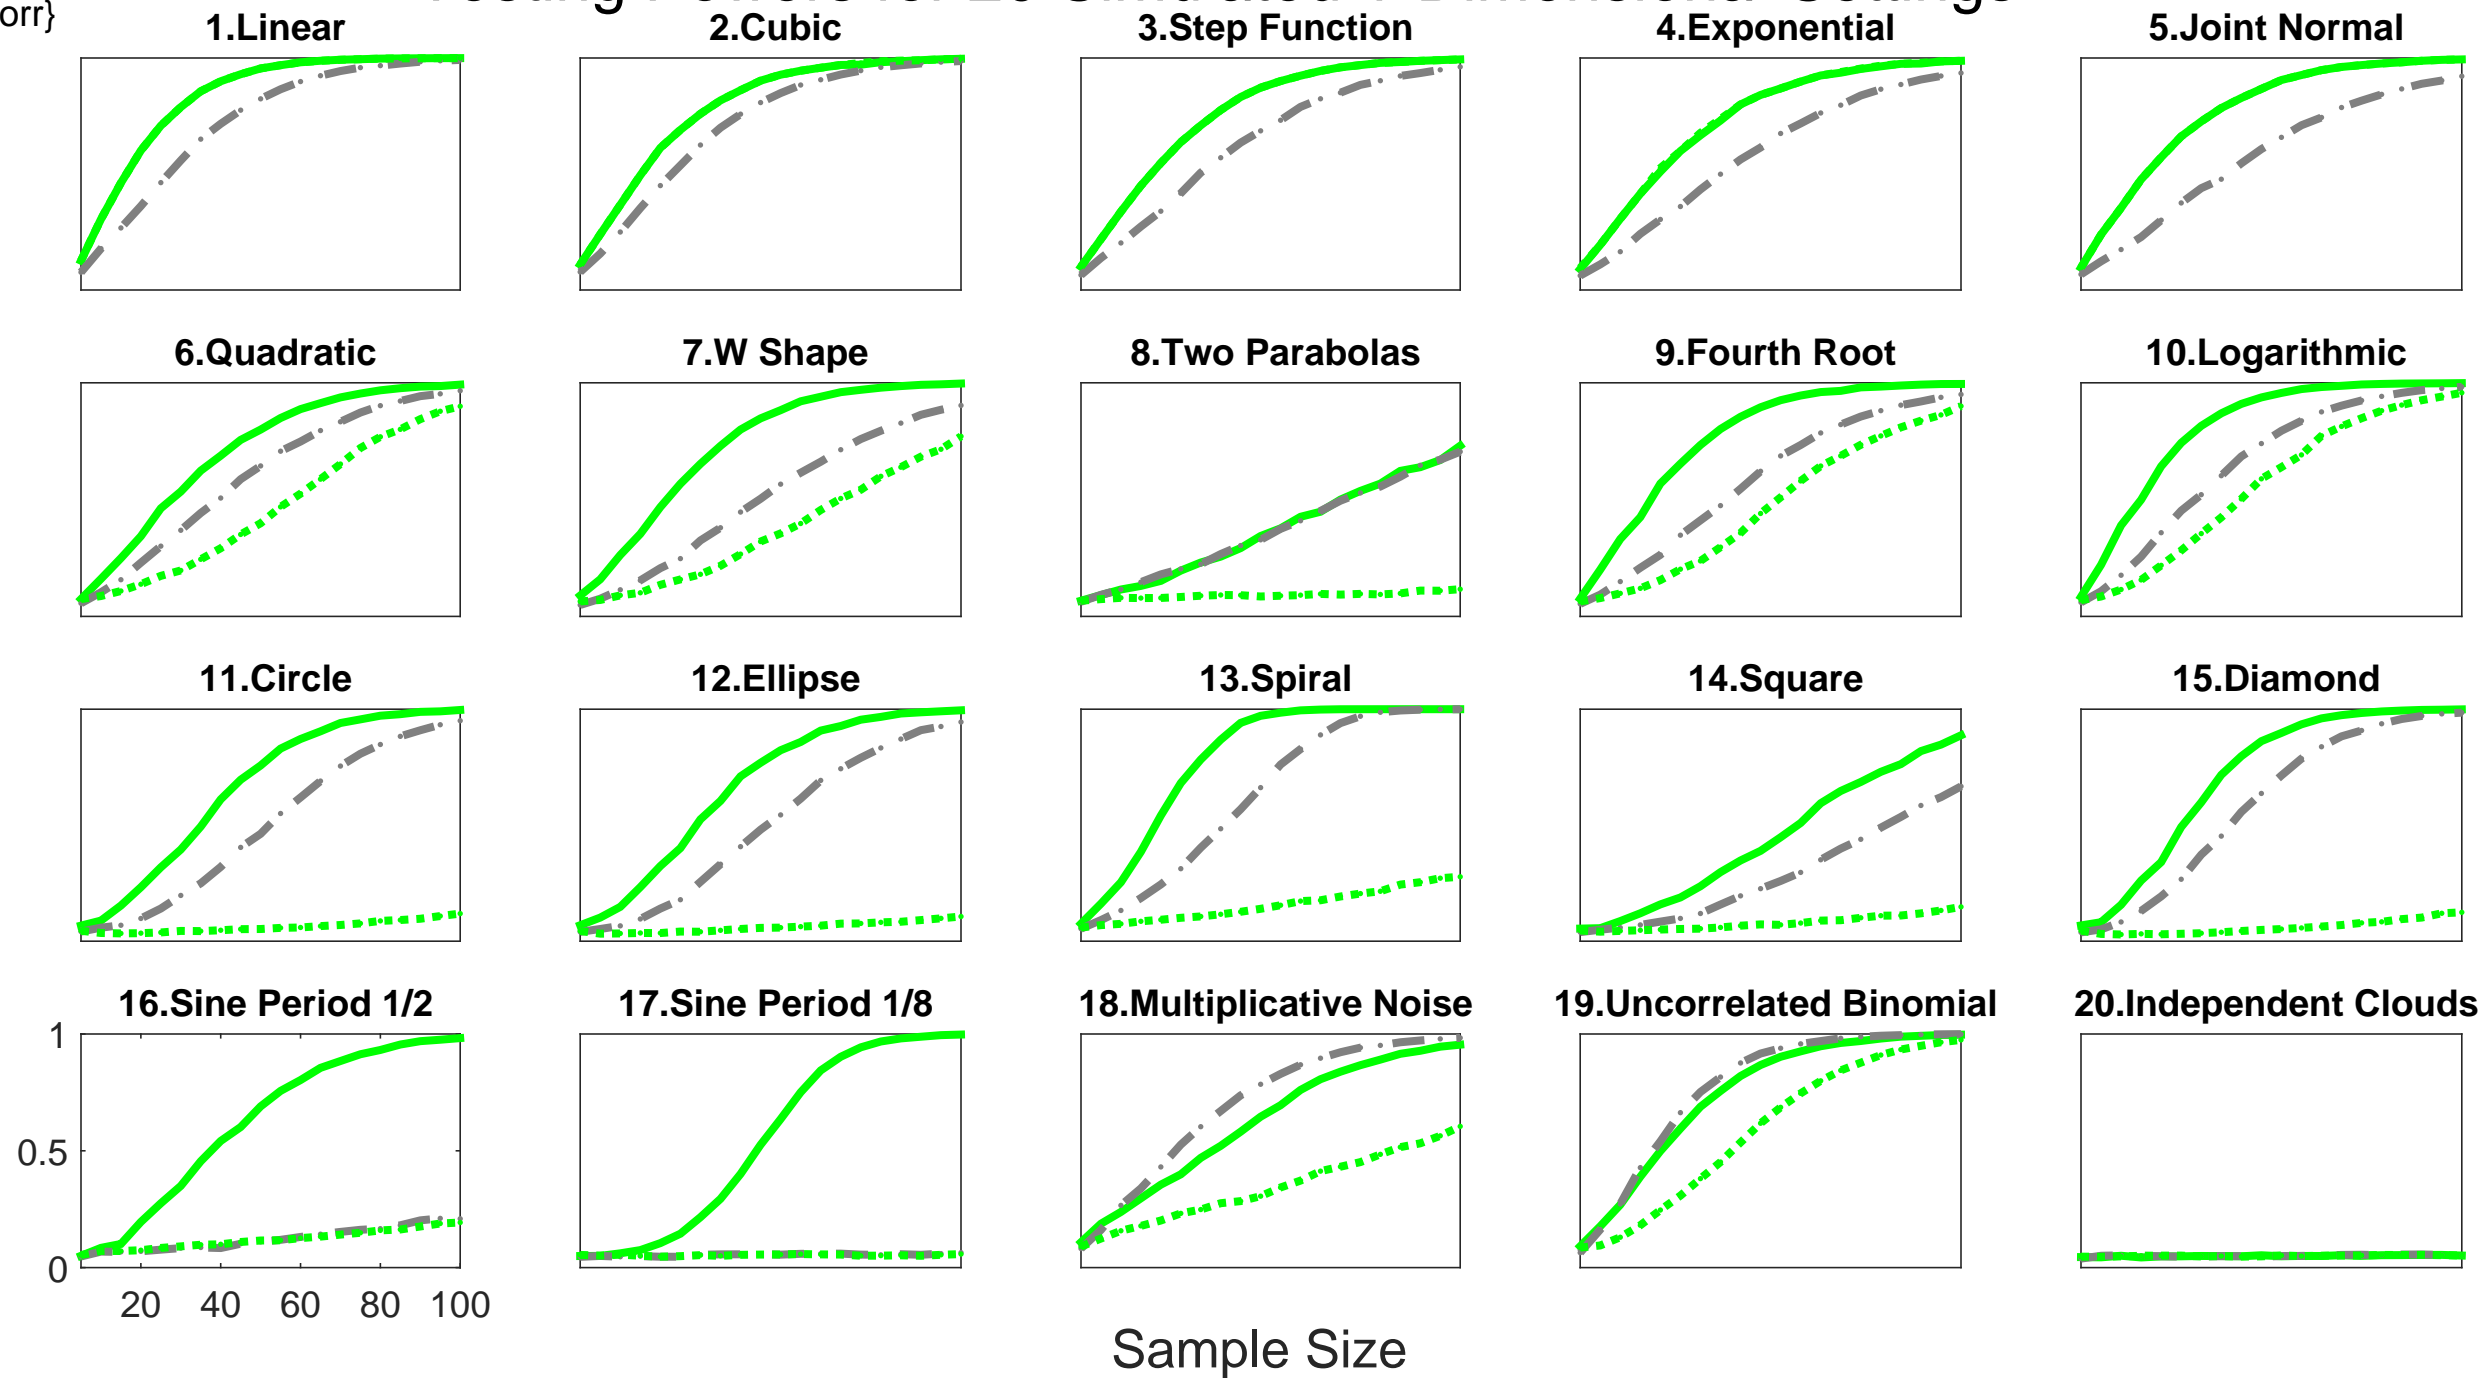 orr}
1.Linear
2.Cubic
3.Step Function
4.Exponential
5.Joint Normal
6.Quadratic
7.W Shape
8.Two Parabolas
9.Fourth Root
10.Logarithmic
11.Circle
12.Ellipse
13.Spiral
14.Square
15.Diamond
16.Sine Period 1/2
17.Sine Period 1/8
18.Multiplicative Noise
19.Uncorrelated Binomial
20.Independent Clouds
1
0.5
0
20 40 60 80 100
Sample Size